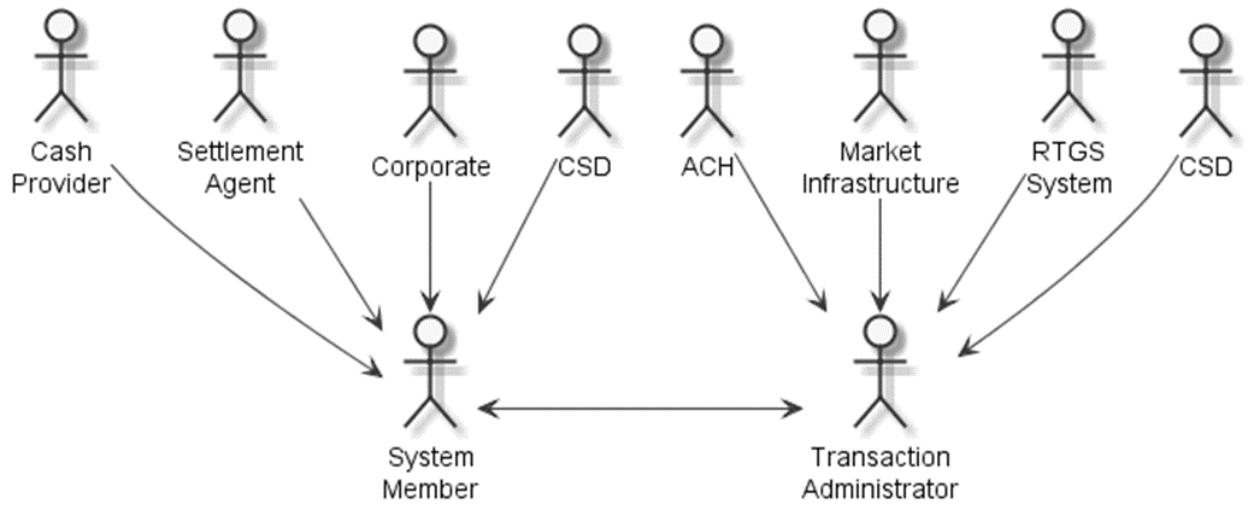 Cash
Provider
Settlement
Agent
Corporate
CSD
ACH
Market
Infrastructure
RTGS
System
CSD
System
Member
Transaction
Administrator